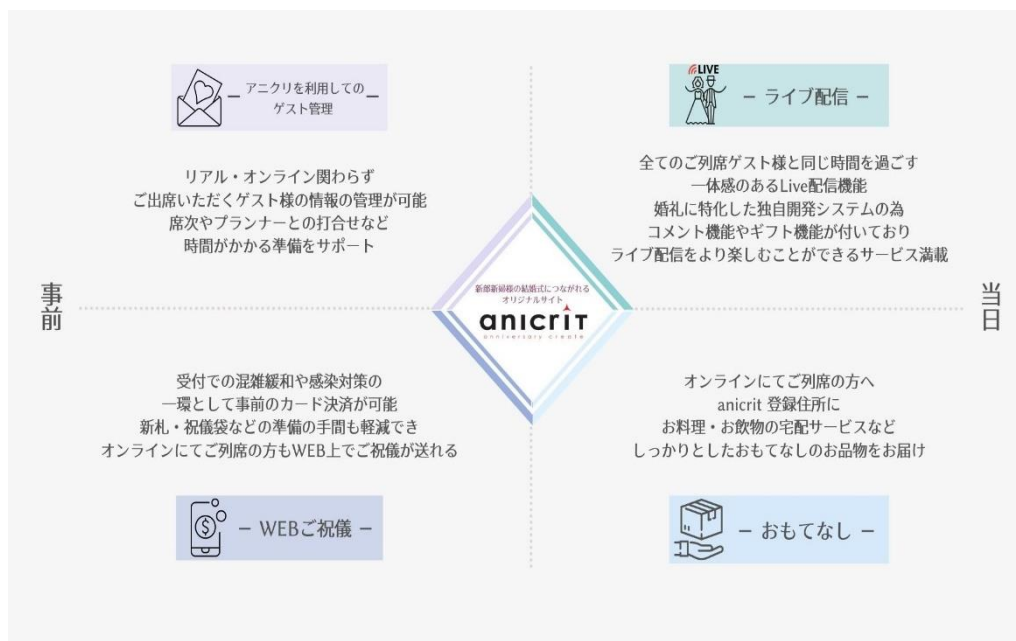 アニクリを利用しての
ゲスト管理
リアル・オンライン関わらず
ご出席いただくゲスト様の情報の管理が可能
席次やプランナーとの打合せなど
時間がかかる準備をサポート
LIVE
ライブ配信
全てのご列席ゲスト様と同じ時間を過ごす
一体感のあるLive配信機能
婚礼に特化した独自開発システムの為
コメント機能やギフト機能が付いており
ライブ配信をより楽しむことができるサービス満載
事前
新郎新婦様の結婚式につながれる
オリジナルサイト
anicrit
anniversary create
当日
受付での混雑緩和や感染対策の
一環として事前のカード決済が可能
新札・祝儀袋などの準備の手間も軽減でき
オンラインにてご列席の方もWEB上でご祝儀が送れる
WEBご祝儀
オンラインにてご列席の方へ
anicrit 登録住所に
お料理・お飲物の宅配サービスなど
しっかりとしたおもてなしのお品物をお届け
おもてなし